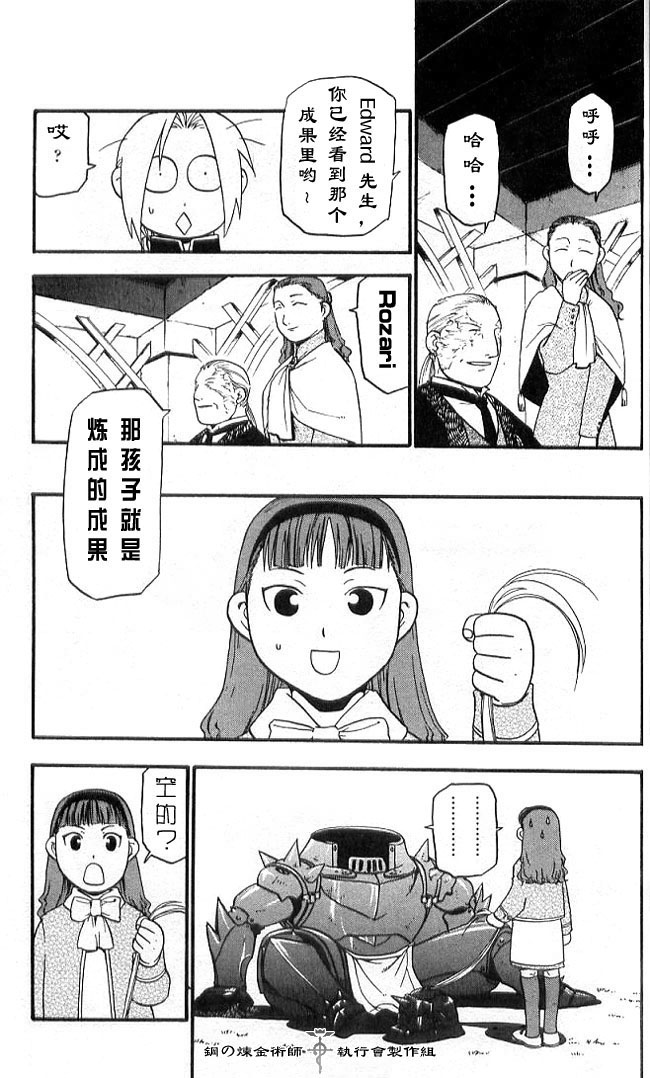 呼呼…
哈哈…
Edward 先生，
你已经看到那个
成果里哟～
哎？
Rozari
那孩子就是
炼成的成果
…………
空的？
鋼の煉金術師 執行會製作組